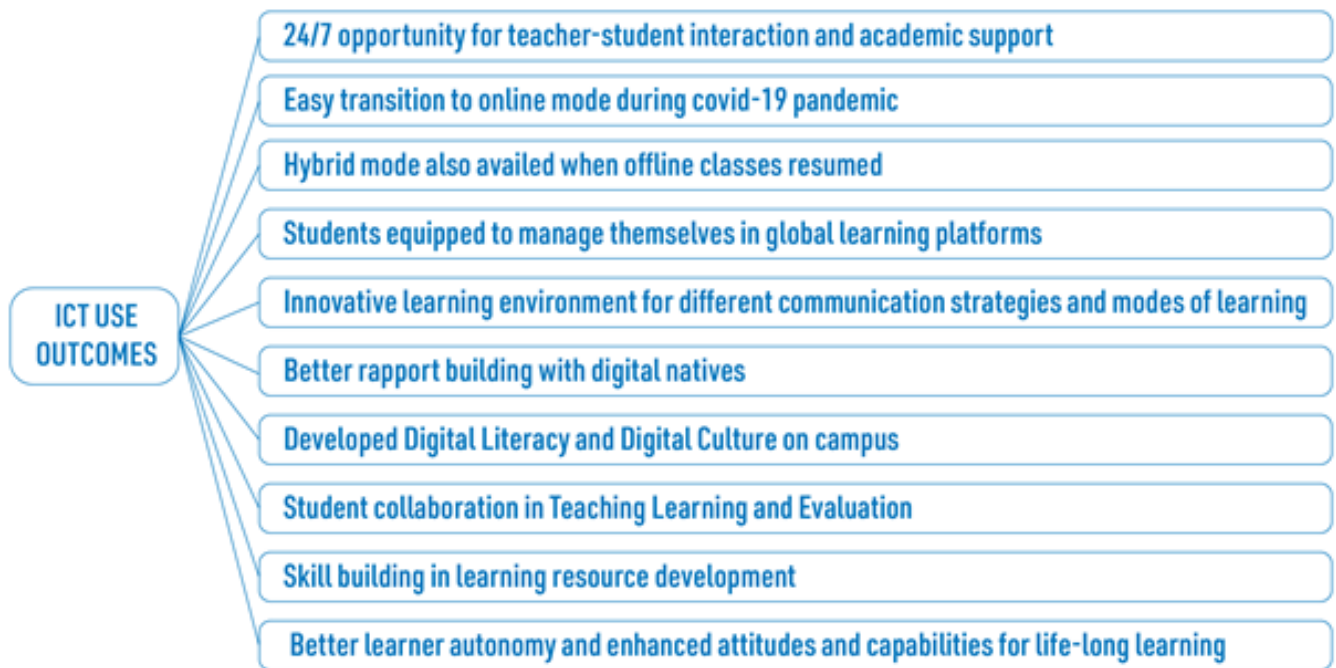 24/7 opportunity for teacher-student interaction and academic support
Easy transition to online mode during covid-19 pandemic
Hybrid mode also availed when offline classes resumed
Students equipped to manage themselves in global learning platforms
ICT USE
OUTCOMES
Innovative learning environment for different communication strategies and modes of learning
Better rapport building with digital natives
Developed Digital Literacy and Digital Culture on campus
Student collaboration in Teaching Learning and Evaluation
Skill building in learning resource development
Better learner autonomy and enhanced attitudes and capabilities for life-long learning